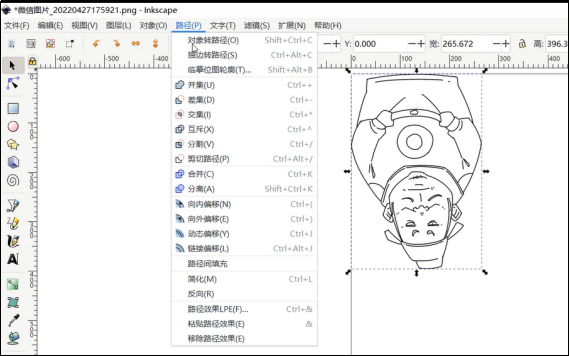 *微信图片_20220427175921.png - Inkscape
文件(F) 编辑(E) 视图(V) 图层(L) 对象(O) 路径(P) 文字(T) 滤镜(S) 扩展(N) 帮助(H)
Y: 0.000 宽: 265.672 高: 396.3
-600 -500 0 100 200 300 400
对象转路径(O) Shift+Ctrl+C
描边转路径(S) Ctrl+Alt+C
临摹位图轮廓(T)... Shift+Alt+B
并集(U) Ctrl++
差集(D) Ctrl+-
交集(I) Ctrl+*
互斥(X) Ctrl+^
分割(V) Ctrl+/
剪切路径(P) Ctrl+Alt+/
合并(C) Ctrl+K
分离(A) Shift+Ctrl+K
向内偏移(N) Ctrl+(
向外偏移(E) Ctrl+)
动态偏移(Y) Ctrl+J
链接偏移(L) Ctrl+Alt+J
路径间填充
简化(M) Ctrl+L
反向(R)
路径效果LPE(F)... Ctrl+&
粘贴路径效果(E) &
移除路径效果(E)